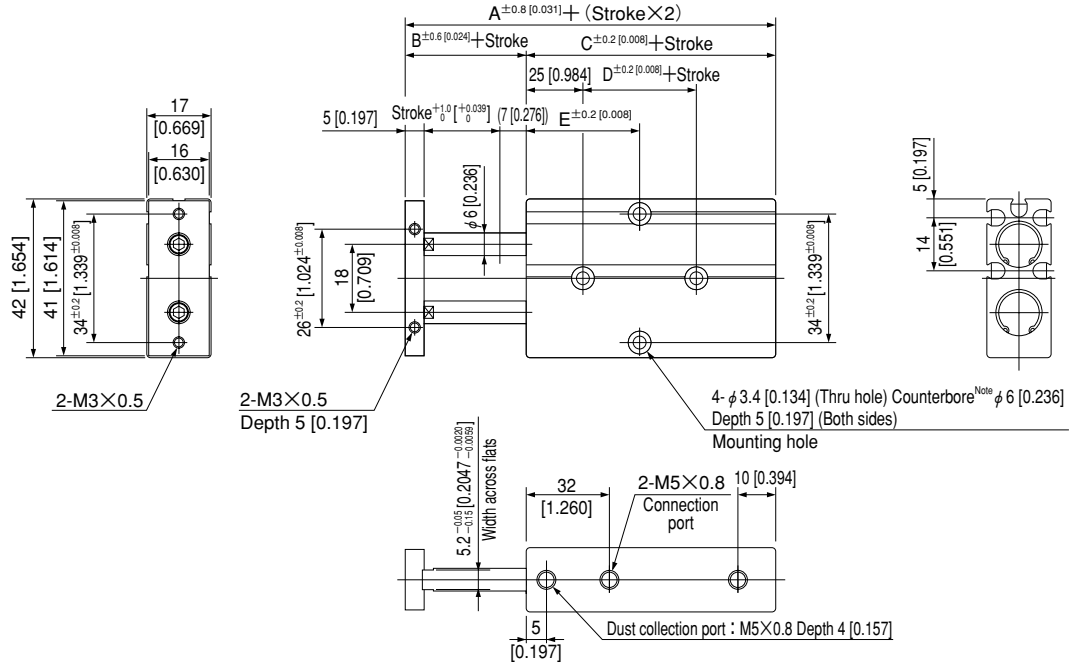 A±0.8 [0.031]+ (Stroke×2)
B±0.6 [0.024]+Stroke
C±0.2 [0.008]+Stroke
25 [0.984]
D±0.2 [0.008]+Stroke
5 [0.197]
Stroke+1.0 0 [+0.039 0]
(7 [0.276])
E±0.2 [0.008]
17
[0.669]
16
[0.630]
42 [1.654]
41 [1.614]
34±0.2 [1.339±0.008]
2-M3×0.5
φ6 [0.236]
26±0.2 [1.024±0.008]
18
[0.709]
34±0.2 [1.339±0.008]
2-M3×0.5
Depth 5 [0.197]
5 [0.197]
14
[0.551]
4-φ3.4 [0.134] (Thru hole) Counterbore Note φ6 [0.236]
Depth 5 [0.197] (Both sides)
Mounting hole
5.2 -0.05 -0.15 [0.2047 -0.0020 -0.0059]
Width across flats
32
[1.260]
2-M5×0.8
Connection
port
10 [0.394]
5
[0.197]
Dust collection port : M5×0.8 Depth 4 [0.157]